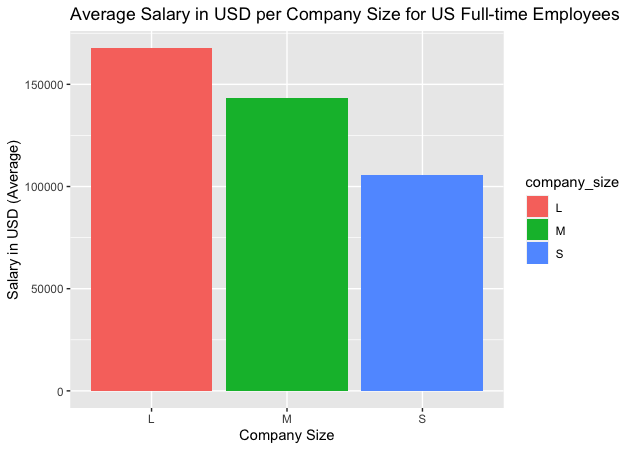 Average Salary in USD per Company Size for US Full-time Employees
Salary in USD (Average)
150000
100000
50000
0
L
M
S
Company Size
company_size
L
M
S